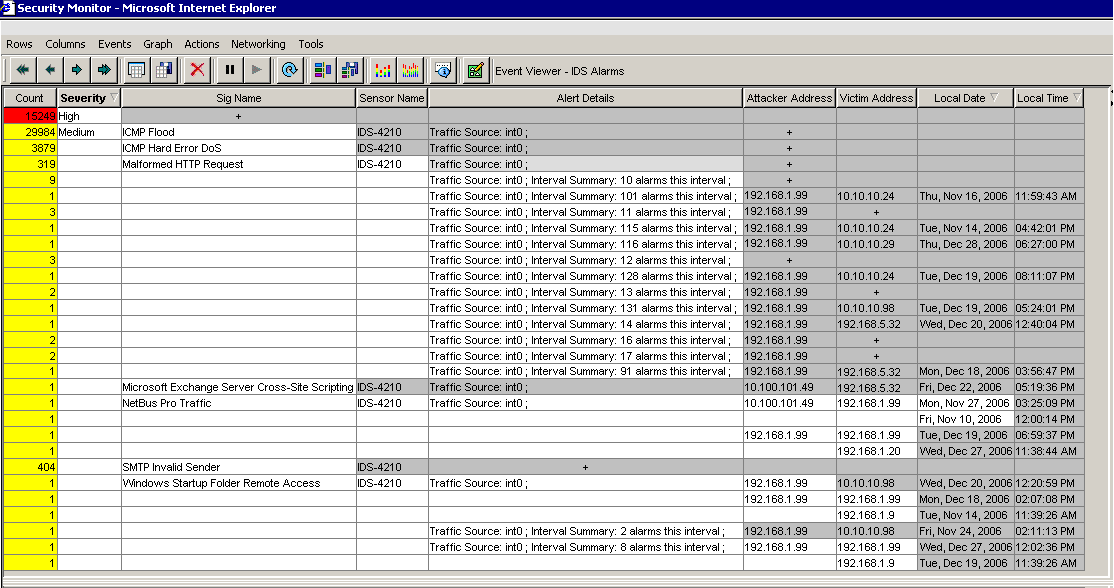 Security Monitor - Microsoft Internet Explorer
Rows Columns Events Graph Actions Networking Tools
Event Viewer - IDS Alarms
Count Severity Sig Name Sensor Name Alert Details Attacker Address Victim Address Local Date Local Time
15249 High +
29984 Medium ICMP Flood IDS-4210 Traffic Source: int0 ; +
3879 ICMP Hard Error DoS IDS-4210 Traffic Source: int0 ; +
319 Malformed HTTP Request IDS-4210 Traffic Source: int0 ; +
9 Traffic Source: int0 ; Interval Summary: 10 alarms this interval ; +
1 Traffic Source: int0 ; Interval Summary: 101 alarms this interval ; 192.168.1.99 10.10.10.24 Thu, Nov 16, 2006 11:59:43 AM
3 Traffic Source: int0 ; Interval Summary: 11 alarms this interval ; 192.168.1.99 +
1 Traffic Source: int0 ; Interval Summary: 115 alarms this interval ; 192.168.1.99 10.10.10.24 Tue, Nov 14, 2006 04:42:01 PM
1 Traffic Source: int0 ; Interval Summary: 116 alarms this interval ; 192.168.1.99 10.10.10.29 Thu, Dec 28, 2006 06:27:00 PM
3 Traffic Source: int0 ; Interval Summary: 12 alarms this interval ; +
1 Traffic Source: int0 ; Interval Summary: 128 alarms this interval ; 192.168.1.99 10.10.10.24 Tue, Dec 19, 2006 08:11:07 PM
2 Traffic Source: int0 ; Interval Summary: 13 alarms this interval ; 192.168.1.99 +
1 Traffic Source: int0 ; Interval Summary: 131 alarms this interval ; 192.168.1.99 10.10.10.98 Tue, Dec 19, 2006 05:24:01 PM
1 Traffic Source: int0 ; Interval Summary: 14 alarms this interval ; 192.168.1.99 192.168.5.32 Wed, Dec 20, 2006 12:40:04 PM
2 Traffic Source: int0 ; Interval Summary: 16 alarms this interval ; 192.168.1.99 +
2 Traffic Source: int0 ; Interval Summary: 17 alarms this interval ; 192.168.1.99 +
1 Traffic Source: int0 ; Interval Summary: 91 alarms this interval ; 192.168.1.99 192.168.5.32 Mon, Dec 18, 2006 03:56:47 PM
1 Microsoft Exchange Server Cross-Site Scripting IDS-4210 Traffic Source: int0 ; 10.100.101.49 192.168.5.32 Fri, Dec 22, 2006 05:19:36 PM
1 NetBus Pro Traffic IDS-4210 Traffic Source: int0 ; 10.100.101.49 192.168.1.99 Mon, Nov 27, 2006 03:25:09 PM
1 Fri, Nov 10, 2006 12:00:14 PM
1 192.168.1.99 192.168.1.99 Tue, Dec 19, 2006 06:59:37 PM
1 192.168.1.20 Wed, Dec 27, 2006 11:38:44 AM
404 SMTP Invalid Sender IDS-4210 +
1 Windows Startup Folder Remote Access IDS-4210 Traffic Source: int0 ; 192.168.1.99 10.10.10.98 Wed, Dec 20, 2006 12:20:59 PM
1 192.168.1.99 192.168.1.99 Mon, Dec 18, 2006 02:07:08 PM
1 192.168.1.9 Tue, Nov 14, 2006 11:39:26 AM
1 Traffic Source: int0 ; Interval Summary: 2 alarms this interval ; 192.168.1.99 10.10.10.98 Fri, Nov 24, 2006 02:11:13 PM
1 Traffic Source: int0 ; Interval Summary: 8 alarms this interval ; 192.168.1.99 192.168.1.99 Wed, Dec 27, 2006 12:02:36 PM
1 192.168.1.9 Tue, Dec 19, 2006 11:39:26 AM